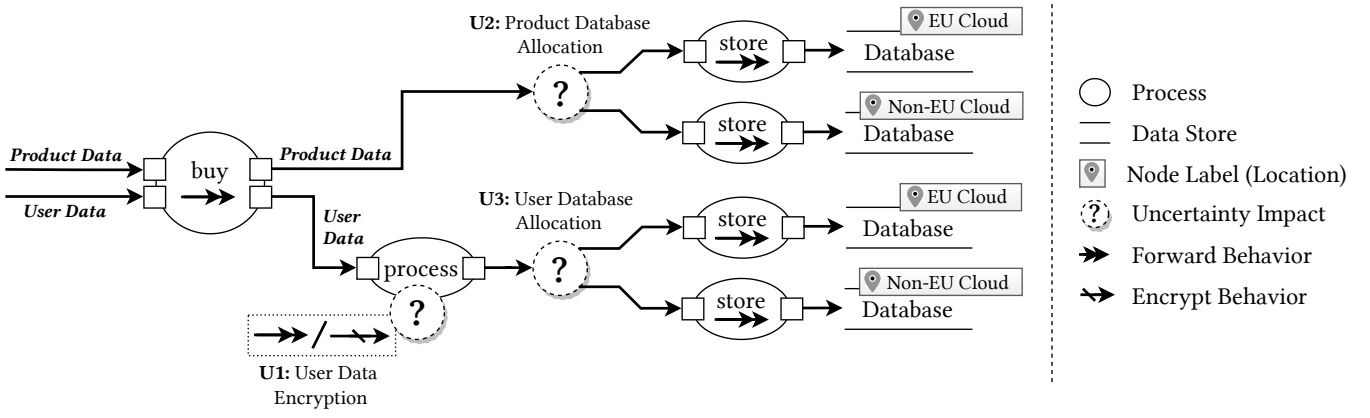 Product Data
User Data
buy
Product Data
User
Data
process
?
U1: User Data
Encryption
U2: Product Database
Allocation
?
store
EU Cloud
Database
store
Non-EU Cloud
Database
U3: User Database
Allocation
?
store
EU Cloud
Database
store
Non-EU Cloud
Database
Process
Data Store
Node Label (Location)
?
Uncertainty Impact
Forward Behavior
Encrypt Behavior